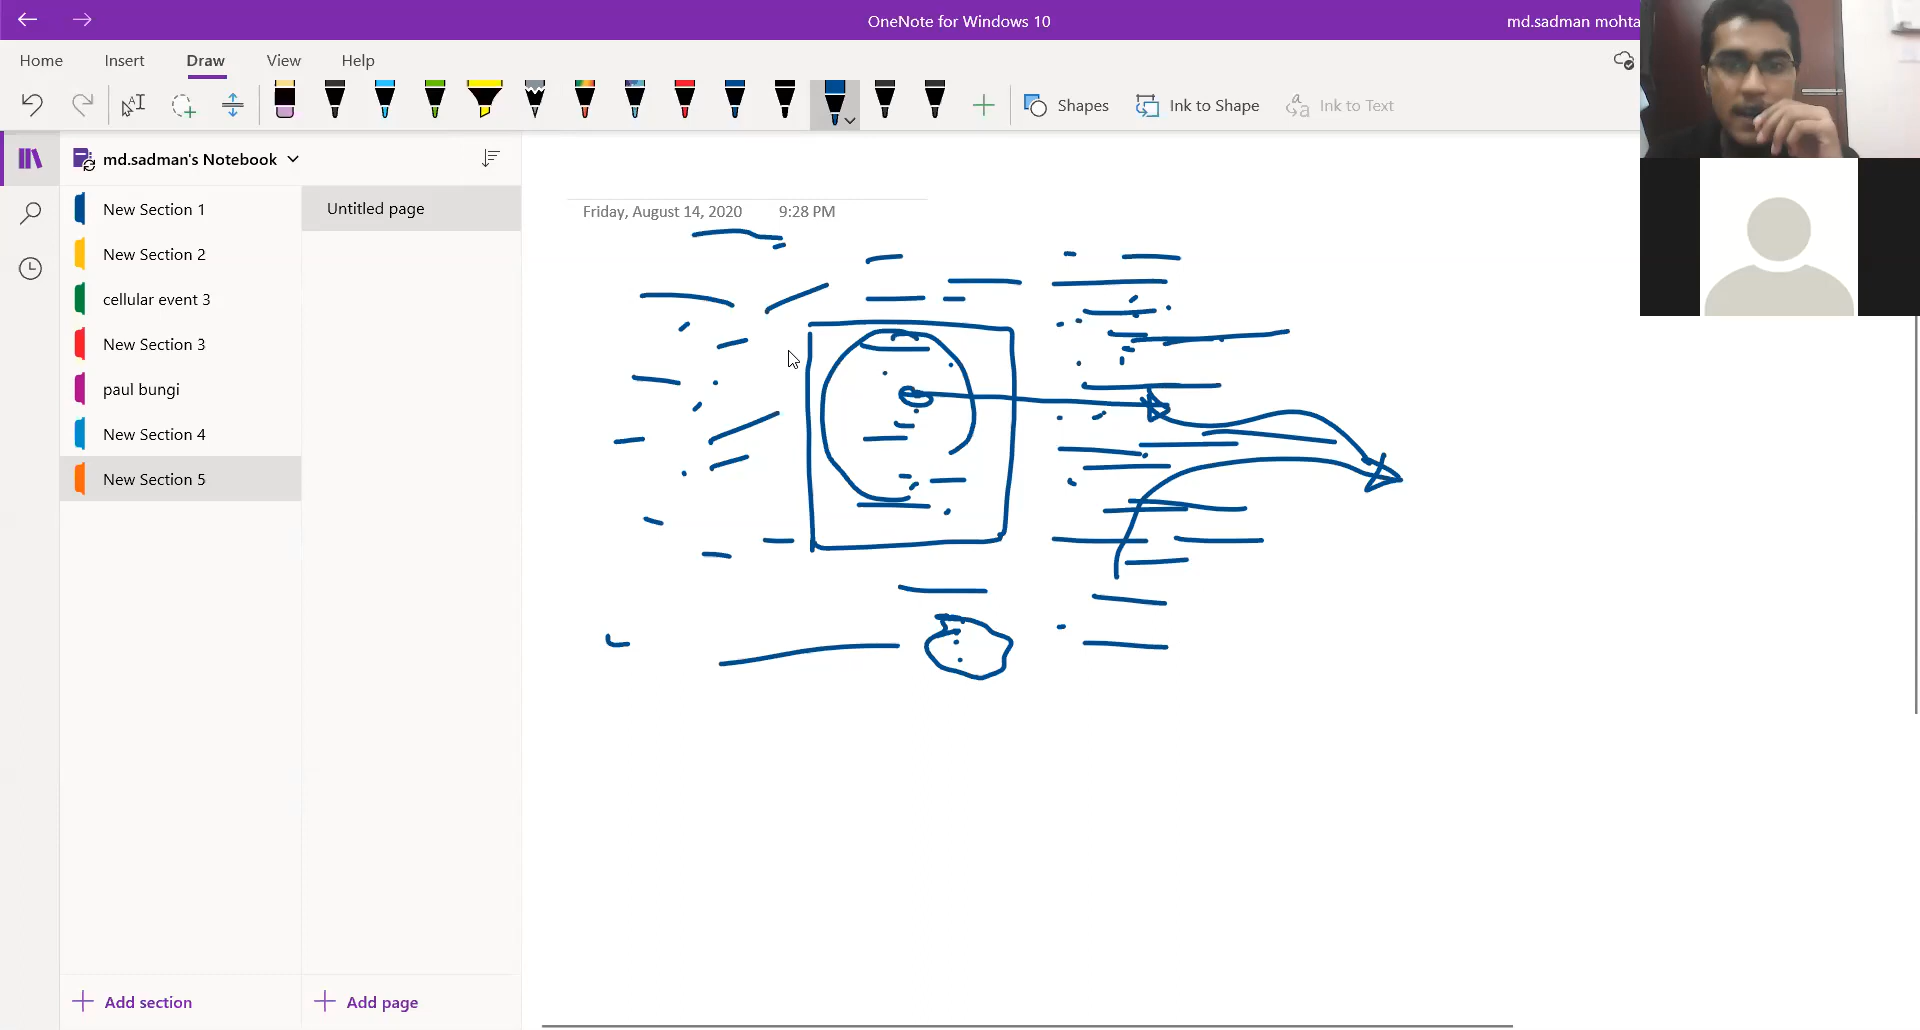 OneNote for Windows 10
md.sadman mohta
Home
Insert
Draw
View
Help
Shapes
Ink to Shape
Ink to Text
md.sadman's Notebook
New Section 1
New Section 2
cellular event 3
New Section 3
paul bungi
New Section 4
New Section 5
Untitled page
Friday, August 14, 2020 9:28 PM
Add section
Add page